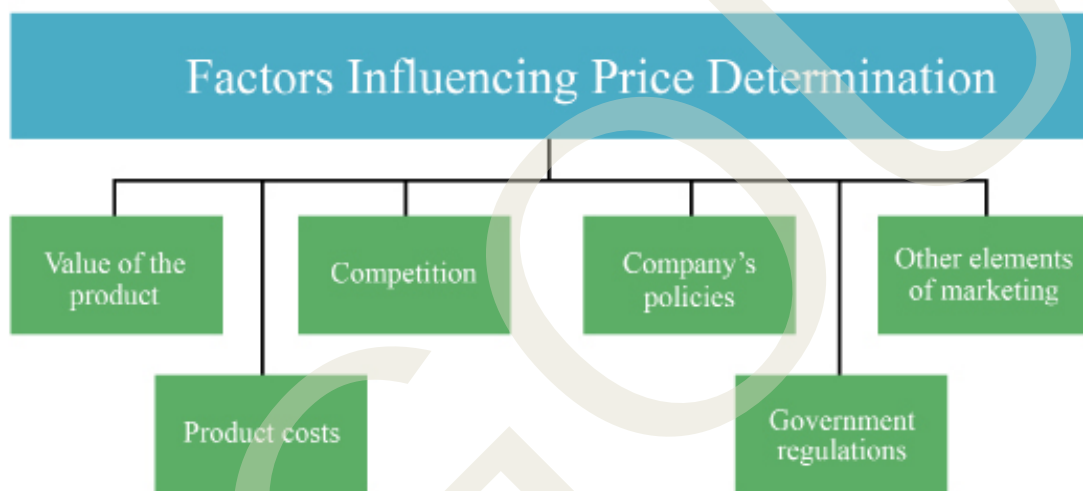 Factors Influencing Price Determination
Value of the
product
Competition
Company’s
policies
Other elements
of marketing
Product costs
Government
regulations